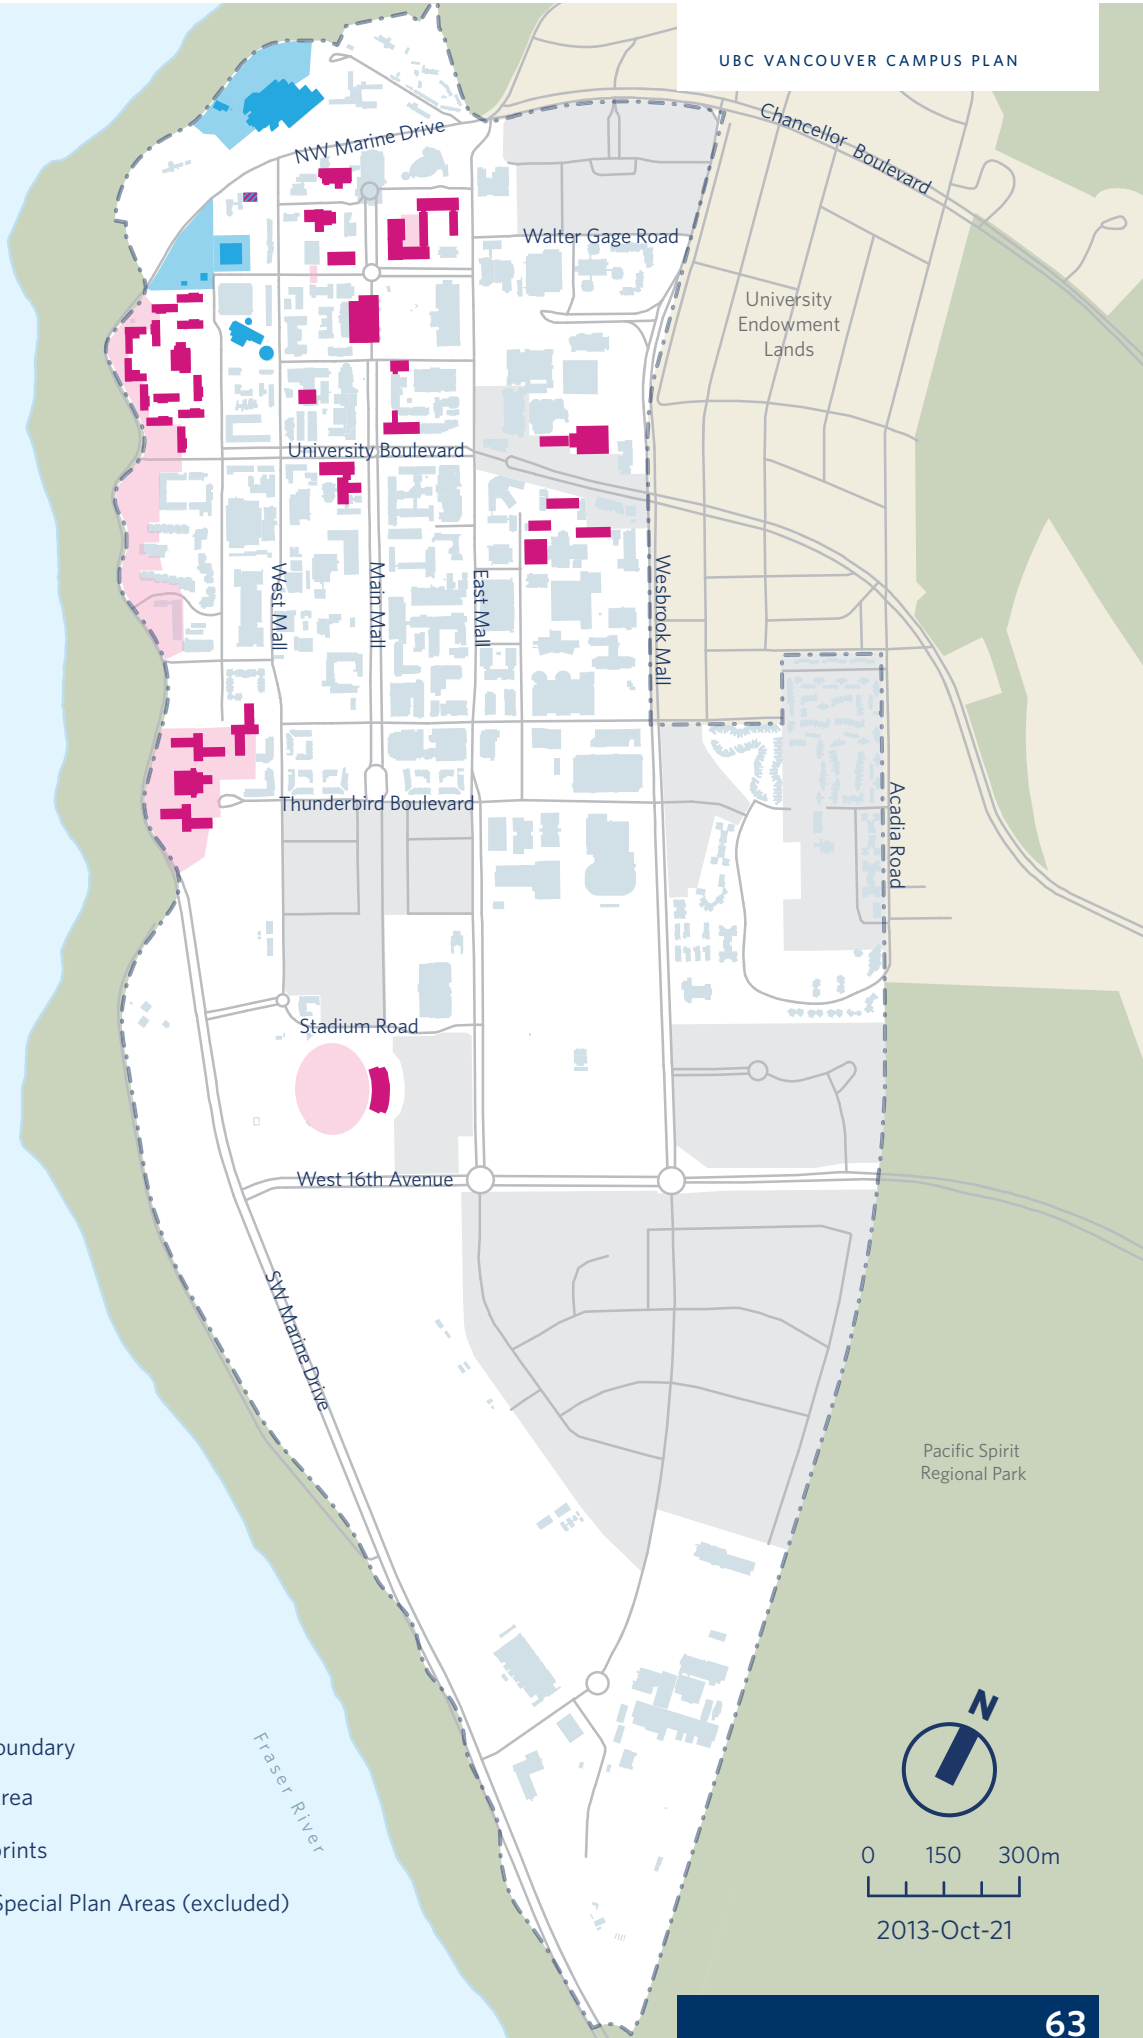 UBC VANCOUVER CAMPUS PLAN
Chancellor Boulevard
NW Marine Drive
Walter Gage Road
University
Endowment
Lands
University Boulevard
West Mall
Main Mall
East Mall
Wesbrook Mall
Thunderbird Boulevard
Acadia Road
Stadium Road
West 16th Avenue
SW Marine Drive
Pacific Spirit
Regional Park
Fraser River
N
oundary
rea
rints
Special Plan Areas (excluded)
0 150 300m
2013-Oct-21
63